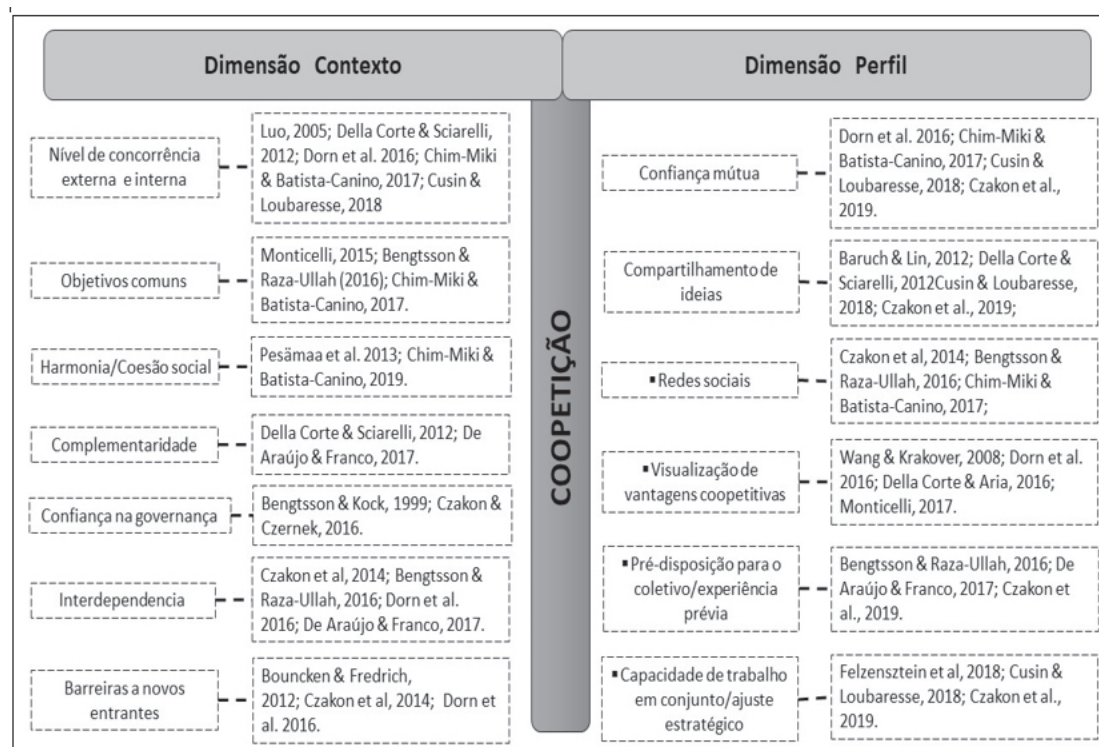 Dimensão Contexto
Nível de concorrência
externa e interna
Luo, 2005; Della Corte & Sciarelli,
2012; Dorn et al. 2016; Chim-Miki
& Batista-Canino, 2017; Cusin &
Loubaresse, 2018
Objetivos comuns
Monticelli, 2015; Bengtsson &
Raza-Ullah (2016); Chim-Miki &
Batista-Canino, 2017.
Harmonia/Coesão social
Pesämaa et al. 2013; Chim-Miki &
Batista-Canino, 2019.
Complementaridade
Della Corte & Sciarelli, 2012; De
Araújo & Franco, 2017.
Confiança na governança
Bengtsson & Kock, 1999; Czakon &
Czernek, 2016.
Interdependencia
Czakon et al, 2014; Bengtsson &
Raza-Ullah, 2016; Dorn et al.
2016; De Araújo & Franco, 2017.
Barreiras a novos
entrantes
Bouncken & Fredrich,
2012; Czakon et al, 2014; Dorn et
al. 2016.
COOPETIÇÃO
Dimensão Perfil
Confiança mútua
Dorn et al. 2016; Chim-Miki &
Batista-Canino, 2017; Cusin &
Loubaresse, 2018; Czakon et al.,
2019.
Compartilhamento de
ideias
Baruch & Lin, 2012; Della Corte &
Sciarelli, 2012Cusin & Loubaresse,
2018; Czakon et al., 2019;
▪Redes sociais
Czakon et al, 2014; Bengtsson &
Raza-Ullah, 2016; Chim-Miki &
Batista-Canino, 2017;
▪Visualização de
vantagens coopetitivas
Wang & Krakover, 2008; Dorn et al.
2016; Della Corte & Aria, 2016;
Monticelli, 2017.
▪Pré-disposição para o
coletivo/experiência
prévia
Bengtsson & Raza-Ullah, 2016; De
Araújo & Franco, 2017; Czakon et
al., 2019.
▪Capacidade de trabalho
em conjunto/ajuste
estratégico
Felzensztein et al, 2018; Cusin &
Loubaresse, 2018; Czakon et al.,
2019.